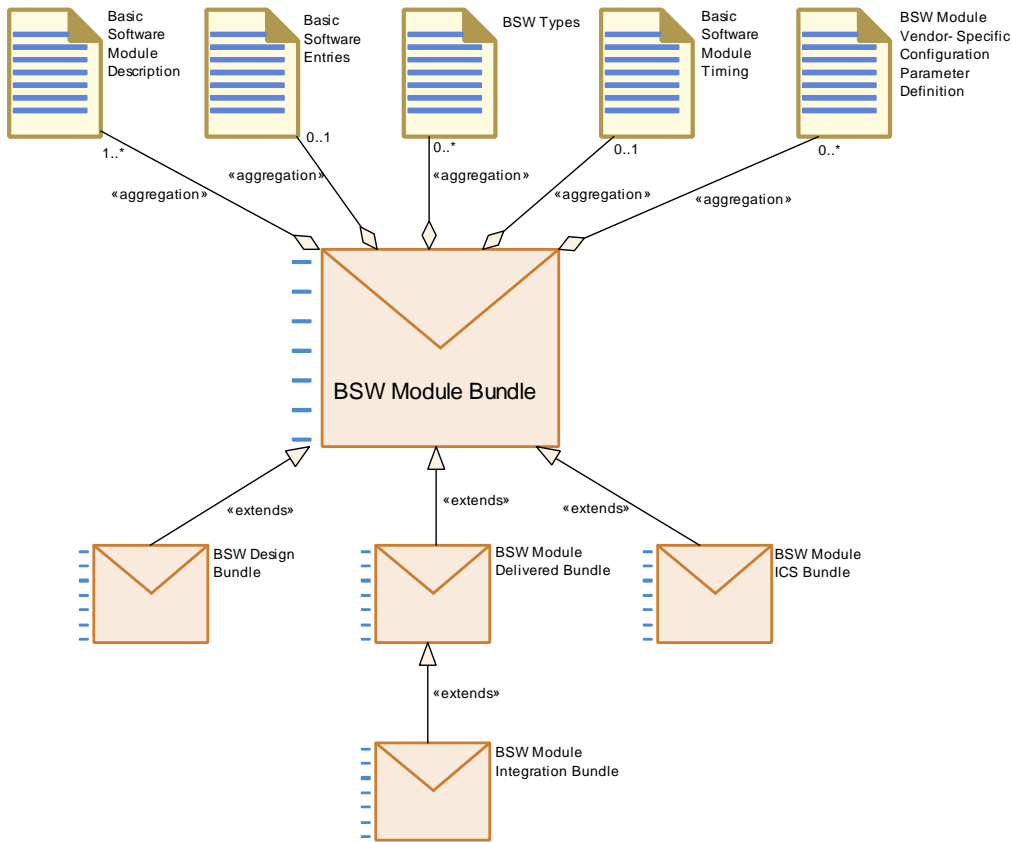 Basic
Software
Module
Description
Basic
Software
Entries
BSW Types
Basic
Software
Module
Timing
BSW Module
Vendor- Specific
Configuration
Parameter
Definition
1..*
0..1
0..*
0..1
0..*
«aggregation»
«aggregation»
«aggregation»
«aggregation»
«aggregation»
BSW Module Bundle
«extends»
«extends»
«extends»
BSW Design
Bundle
BSW Module
Delivered Bundle
BSW Module
ICS Bundle
«extends»
BSW Module
Integration Bundle